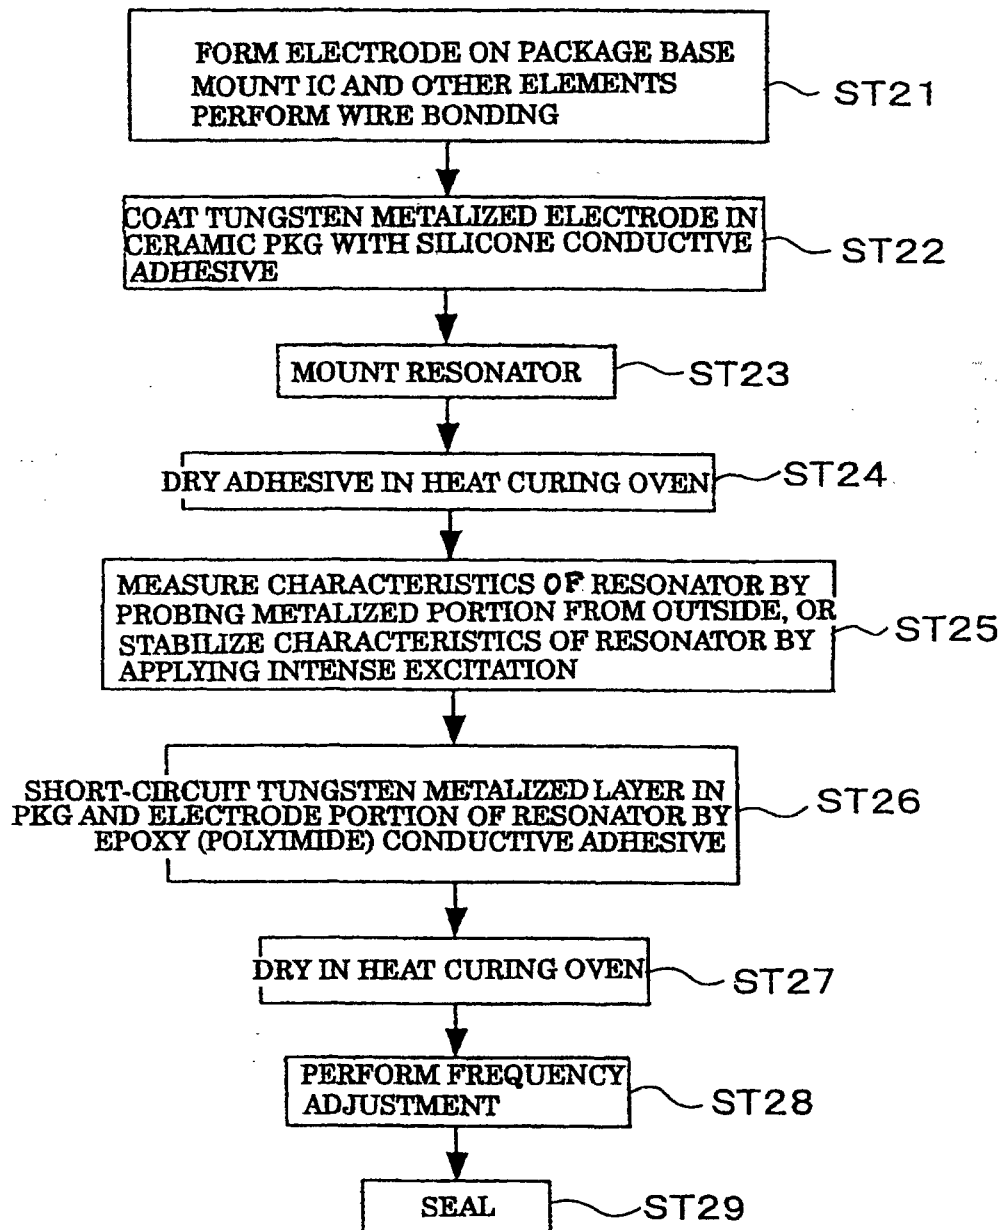 FORM ELECTRODE ON PACKAGE BASE
MOUNT IC AND OTHER ELEMENTS
PERFORM WIRE BONDING
ST21
COAT TUNGSTEN METALIZED ELECTRODE IN
CERAMIC PKG WITH SILICONE CONDUCTIVE
ADHESIVE
ST22
MOUNT RESONATOR
ST23
DRY ADHESIVE IN HEAT CURING OVEN
ST24
MEASURE CHARACTERISTICS OF RESONATOR BY
PROBING METALIZED PORTION FROM OUTSIDE, OR
STABILIZE CHARACTERISTICS OF RESONATOR BY
APPLYING INTENSE EXCITATION
ST25
SHORT-CIRCUIT TUNGSTEN METALIZED LAYER IN
PKG AND ELECTRODE PORTION OF RESONATOR BY
EPOXY (POLYIMIDE) CONDUCTIVE ADHESIVE
ST26
DRY IN HEAT CURING OVEN
ST27
PERFORM FREQUENCY
ADJUSTMENT
ST28
SEAL
ST29